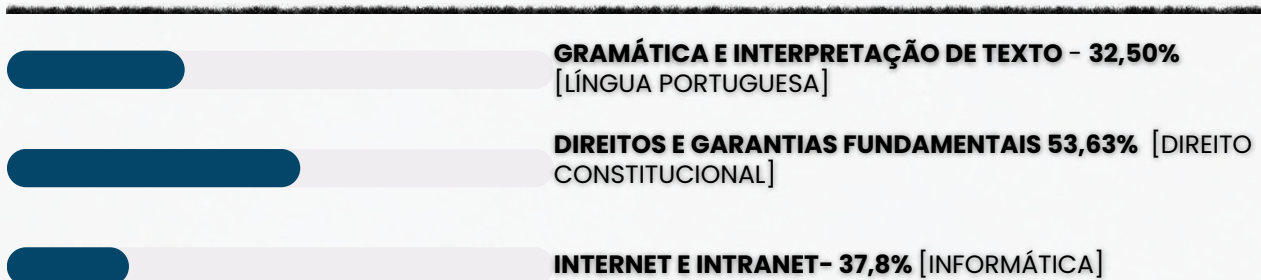 GRAMÁTICA E INTERPRETAÇÃO DE TEXTO - 32,50%
[LÍNGUA PORTUGUESA]
DIREITOS E GARANTIAS FUNDAMENTAIS 53,63% [DIREITO
CONSTITUCIONAL]
INTERNET E INTRANET- 37,8% [INFORMÁTICA]